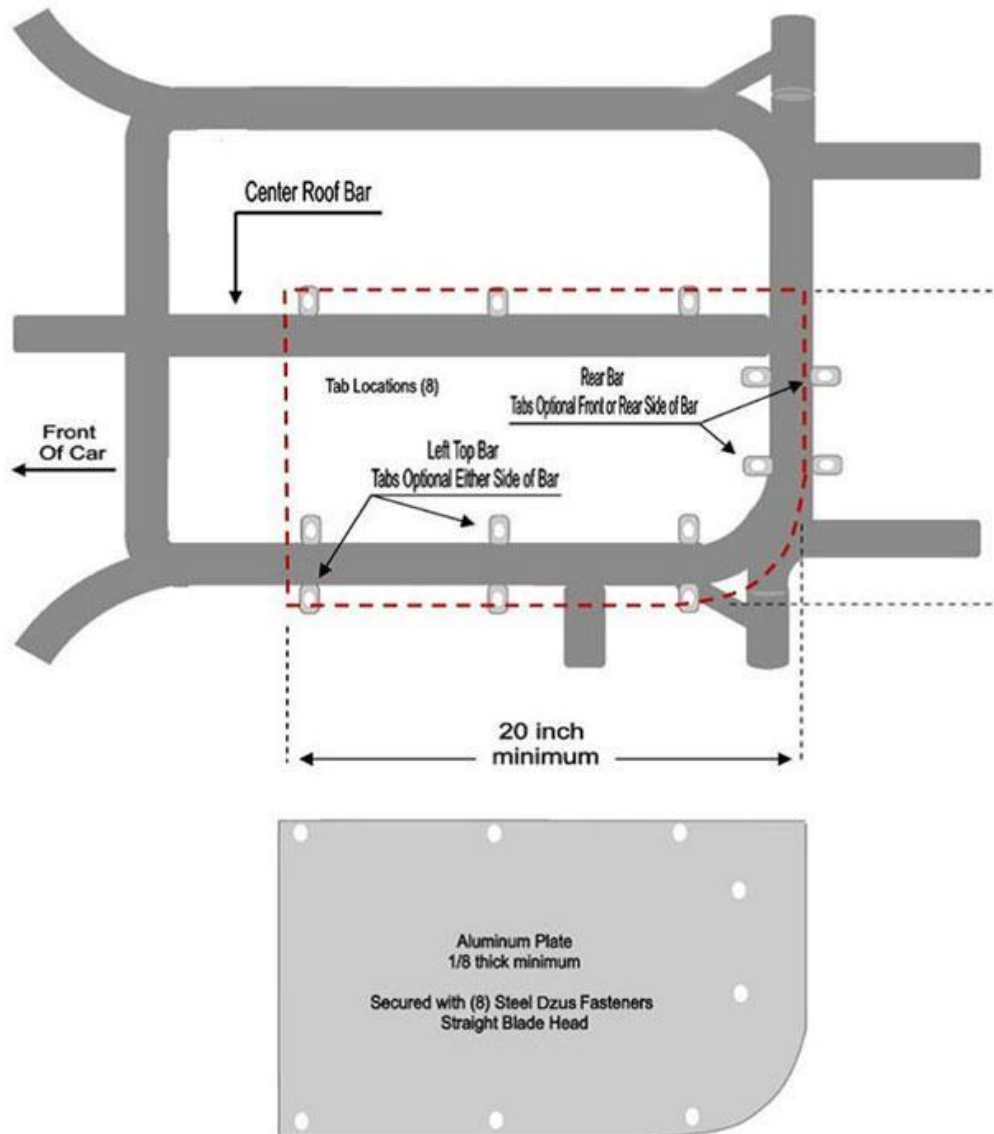 Center Roof Bar
Tab Locations (8)
Rear Bar
Tabs Optional Front or Rear Side of Bar
Front
Of Car
Left Top Bar
Tabs Optional Either Side of Bar
20 inch
minimum
Aluminum Plate
1/8 thick minimum
Secured with (8) Steel Dzus Fasteners
Straight Blade Head